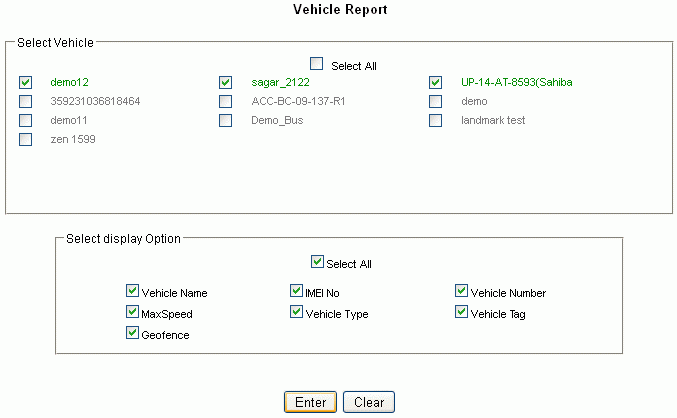 Vehicle Report
Select Vehicle
Select All
demo12 sagar_2122 UP-14-AT-8593(Sahiba
359231036818464 ACC-BC-09-137-R1 demo
demo11 Demo_Bus landmark test
zen 1599
Select display Option
Select All
Vehicle Name IMEI No Vehicle Number
MaxSpeed Vehicle Type Vehicle Tag
Geofence
Enter Clear